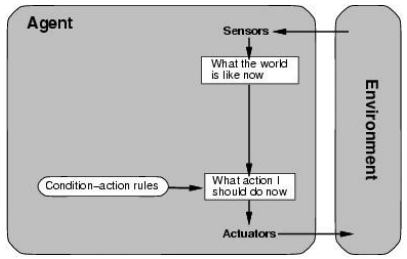 Agent
Sensors
What the world
is like now
Environment
Condition–action rules
What action I
should do now
Actuators